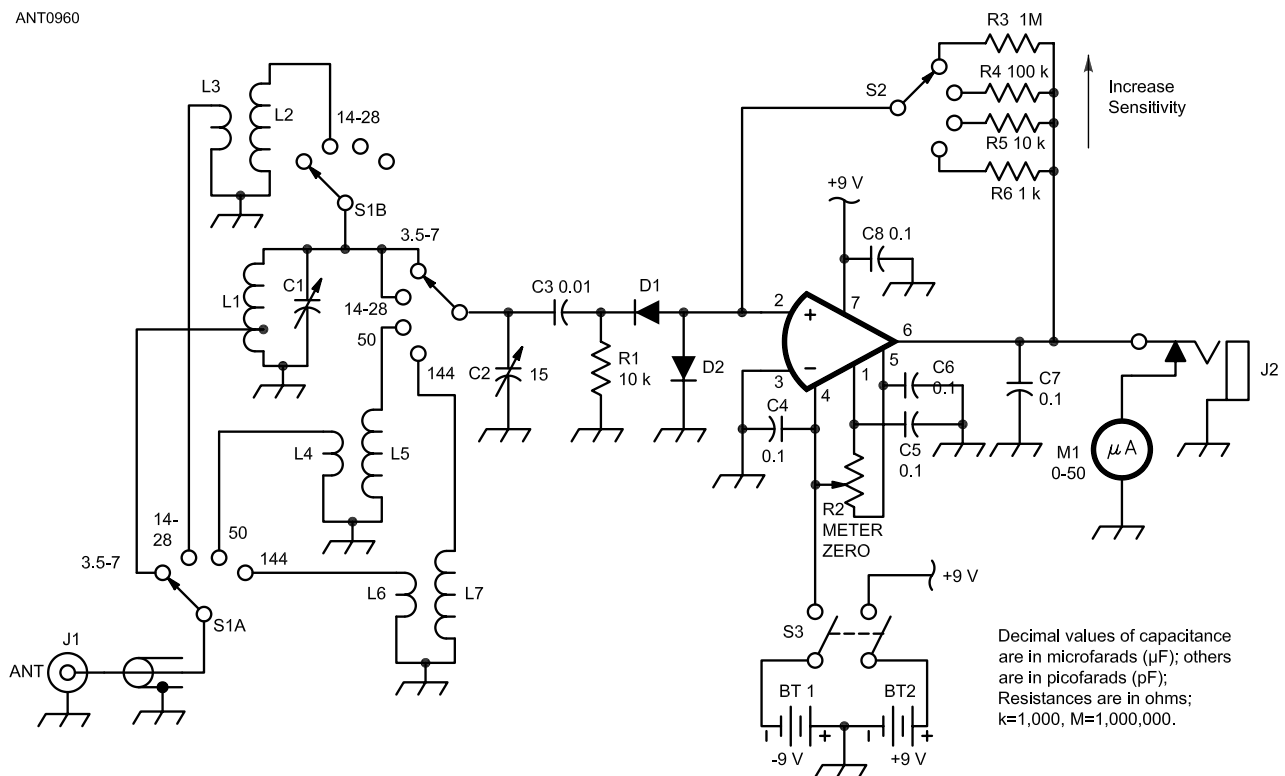 ANT0960
R3 1M
R4 100 k
R5 10 k
R6 1 k
S2
Increase
Sensitivity
L3
L2
14-28
S1B
+9 V
C8 0.1
3.5-7
L1
C1
14-28
50
144
C3 0.01
D1
2
+
7
6
5
R1
10 k
D2
–
3
4
1
C2
15
C4
0.1
C6
0.1
C5
0.1
C7
0.1
J2
M1
0-50
μA
R2
METER
ZERO
L4
L5
14-
28
50
3.5-7
144
S1A
L6
L7
J1
ANT
+9 V
S3
BT 1
BT2
–
+
–
+
-9 V
+9 V
Decimal values of capacitance
are in microfarads (µF); others
are in picofarads (pF);
Resistances are in ohms;
k=1,000, M=1,000,000.